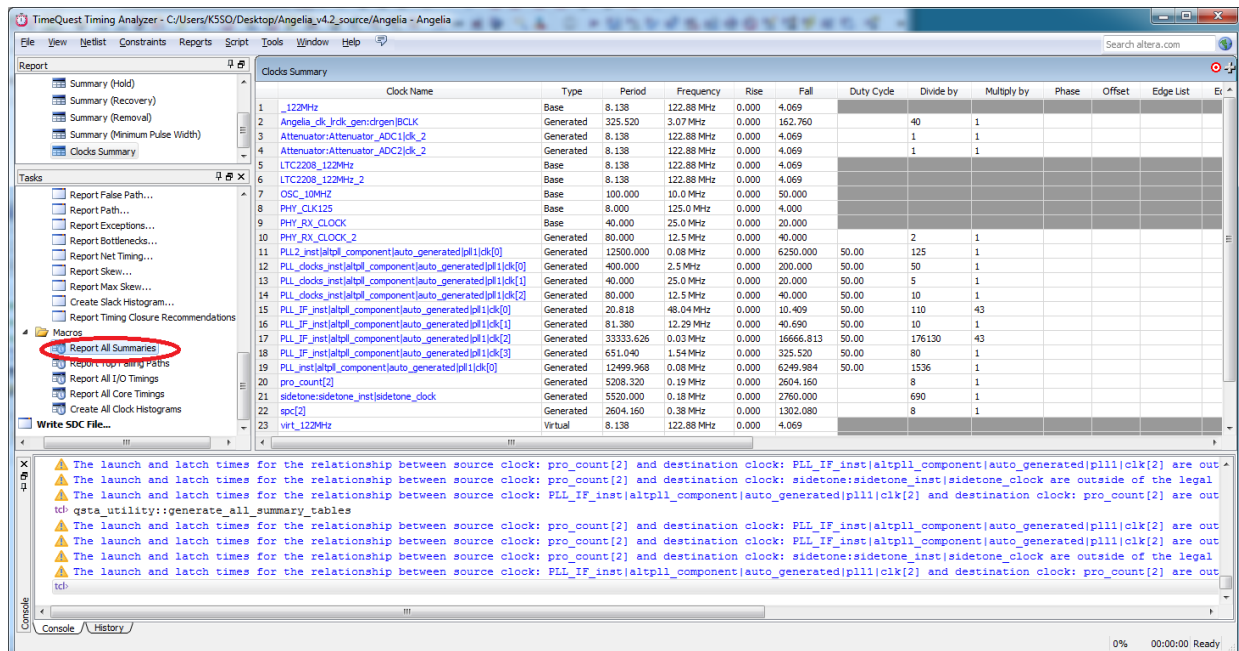 TimeQuest Timing Analyzer - C:/Users/K5SO/Desktop/Angelia_v4.2_source/Angelia - Angelia
File View Netlist Constraints Reports Script Tools Window Help
Search altera.com
Report
Summary (Hold)
Summary (Recovery)
Summary (Removal)
Summary (Minimum Pulse Width)
Clocks Summary
Tasks
Report False Path...
Report Path...
Report Exceptions...
Report Bottlenecks...
Report Net Timing...
Report Skew...
Report Max Skew...
Create Slack Histogram...
Report Timing Closure Recommendations
Macros
Report All Summaries
Report Top Failing Paths
Report All I/O Timings
Report All Core Timings
Create All Clock Histograms
Write SDC File...
Clocks Summary
Clock Name Type Period Frequency Rise Fall Duty Cycle Divide by Multiply by Phase Offset Edge List
1 _122MHz Base 8.138 122.88 MHz 0.000 4.069
2 Angelia_clk_lrclk_gen:clrgen|BCLK Generated 325.520 3.07 MHz 0.000 162.760 40 1
3 Attenuator:Attenuator_ADC1|clk_2 Generated 8.138 122.88 MHz 0.000 4.069 1 1
4 Attenuator:Attenuator_ADC2|clk_2 Generated 8.138 122.88 MHz 0.000 4.069 1 1
5 LTC2208_122MHz Base 8.138 122.88 MHz 0.000 4.069
6 LTC2208_122MHz_2 Base 8.138 122.88 MHz 0.000 4.069
7 OSC_10MHZ Base 100.000 10.0 MHz 0.000 50.000
8 PHY_CLK125 Base 8.000 125.0 MHz 0.000 4.000
9 PHY_RX_CLOCK Base 40.000 25.0 MHz 0.000 20.000
10 PHY_RX_CLOCK_2 Generated 80.000 12.5 MHz 0.000 40.000 2 1
11 PLL2_inst|altpll_component|auto_generated|pll1|clk[0] Generated 12500.000 0.08 MHz 0.000 6250.000 50.00 125 1
12 PLL_clocks_inst|altpll_component|auto_generated|pll1|clk[0] Generated 400.000 2.5 MHz 0.000 200.000 50.00 50 1
13 PLL_clocks_inst|altpll_component|auto_generated|pll1|clk[1] Generated 40.000 25.0 MHz 0.000 20.000 50.00 5 1
14 PLL_clocks_inst|altpll_component|auto_generated|pll1|clk[2] Generated 80.000 12.5 MHz 0.000 40.000 50.00 10 1
15 PLL_IF_inst|altpll_component|auto_generated|pll1|clk[0] Generated 20.818 48.04 MHz 0.000 10.409 50.00 110 43
16 PLL_IF_inst|altpll_component|auto_generated|pll1|clk[1] Generated 81.380 12.29 MHz 0.000 40.690 50.00 10 1
17 PLL_IF_inst|altpll_component|auto_generated|pll1|clk[2] Generated 33333.626 0.03 MHz 0.000 16666.813 50.00 176130 43
18 PLL_IF_inst|altpll_component|auto_generated|pll1|clk[3] Generated 651.040 1.54 MHz 0.000 325.520 50.00 80 1
19 PLL_inst|altpll_component|auto_generated|pll1|clk[0] Generated 12499.968 0.08 MHz 0.000 6249.984 50.00 1536 1
20 pro_count[2] Generated 5208.320 0.19 MHz 0.000 2604.160 8 1
21 sidetone:sidetone_inst|sidetone_clock Generated 5520.000 0.18 MHz 0.000 2760.000 690 1
22 spc[2] Generated 2604.160 0.38 MHz 0.000 1302.080 8 1
23 virt_122MHz Virtual 8.138 122.88 MHz 0.000 4.069
The launch and latch times for the relationship between source clock: pro_count[2] and destination clock: PLL_IF_inst|altpll_component|auto_generated|pll1|clk[2] are out
The launch and latch times for the relationship between source clock: pro_count[2] and destination clock: sidetone:sidetone_inst|sidetone_clock are outside of the legal
The launch and latch times for the relationship between source clock: PLL_IF_inst|altpll_component|auto_generated|pll1|clk[2] and destination clock: pro_count[2] are out
tcl> qsta_utility::generate_all_summary_tables
The launch and latch times for the relationship between source clock: pro_count[2] and destination clock: PLL_IF_inst|altpll_component|auto_generated|pll1|clk[2] are out
The launch and latch times for the relationship between source clock: PLL_IF_inst|altpll_component|auto_generated|pll1|clk[2] and destination clock: pro_count[2] are out
The launch and latch times for the relationship between source clock: pro_count[2] and destination clock: sidetone:sidetone_inst|sidetone_clock are outside of the legal
The launch and latch times for the relationship between source clock: PLL_IF_inst|altpll_component|auto_generated|pll1|clk[2] and destination clock: pro_count[2] are out
tcl>
Console
Console History
0% 00:00:00 Ready